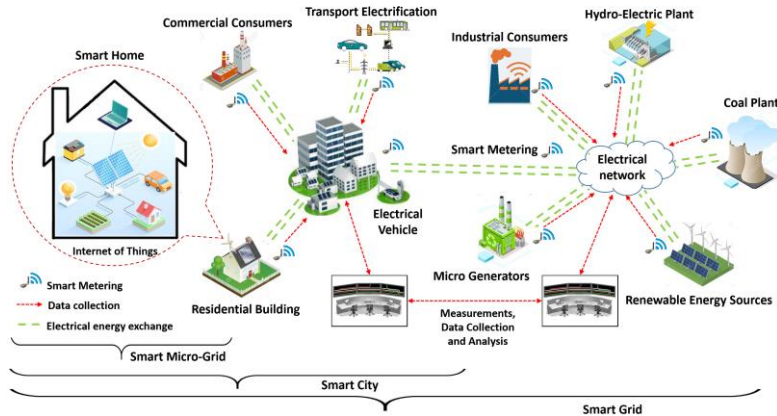 Commercial Consumers
Transport Electrification
Hydro-Electric Plant
Smart Home
Industrial Consumers
Coal Plant
Smart Metering
Electrical
network
Internet of Things
Electrical
Vehicle
Micro Generators
Renewable Energy Sources
Residential Building
Smart Metering
Data collection
Electrical energy exchange
Measurements,
Data Collection
and Analysis
Smart Micro-Grid
Smart City
Smart Grid